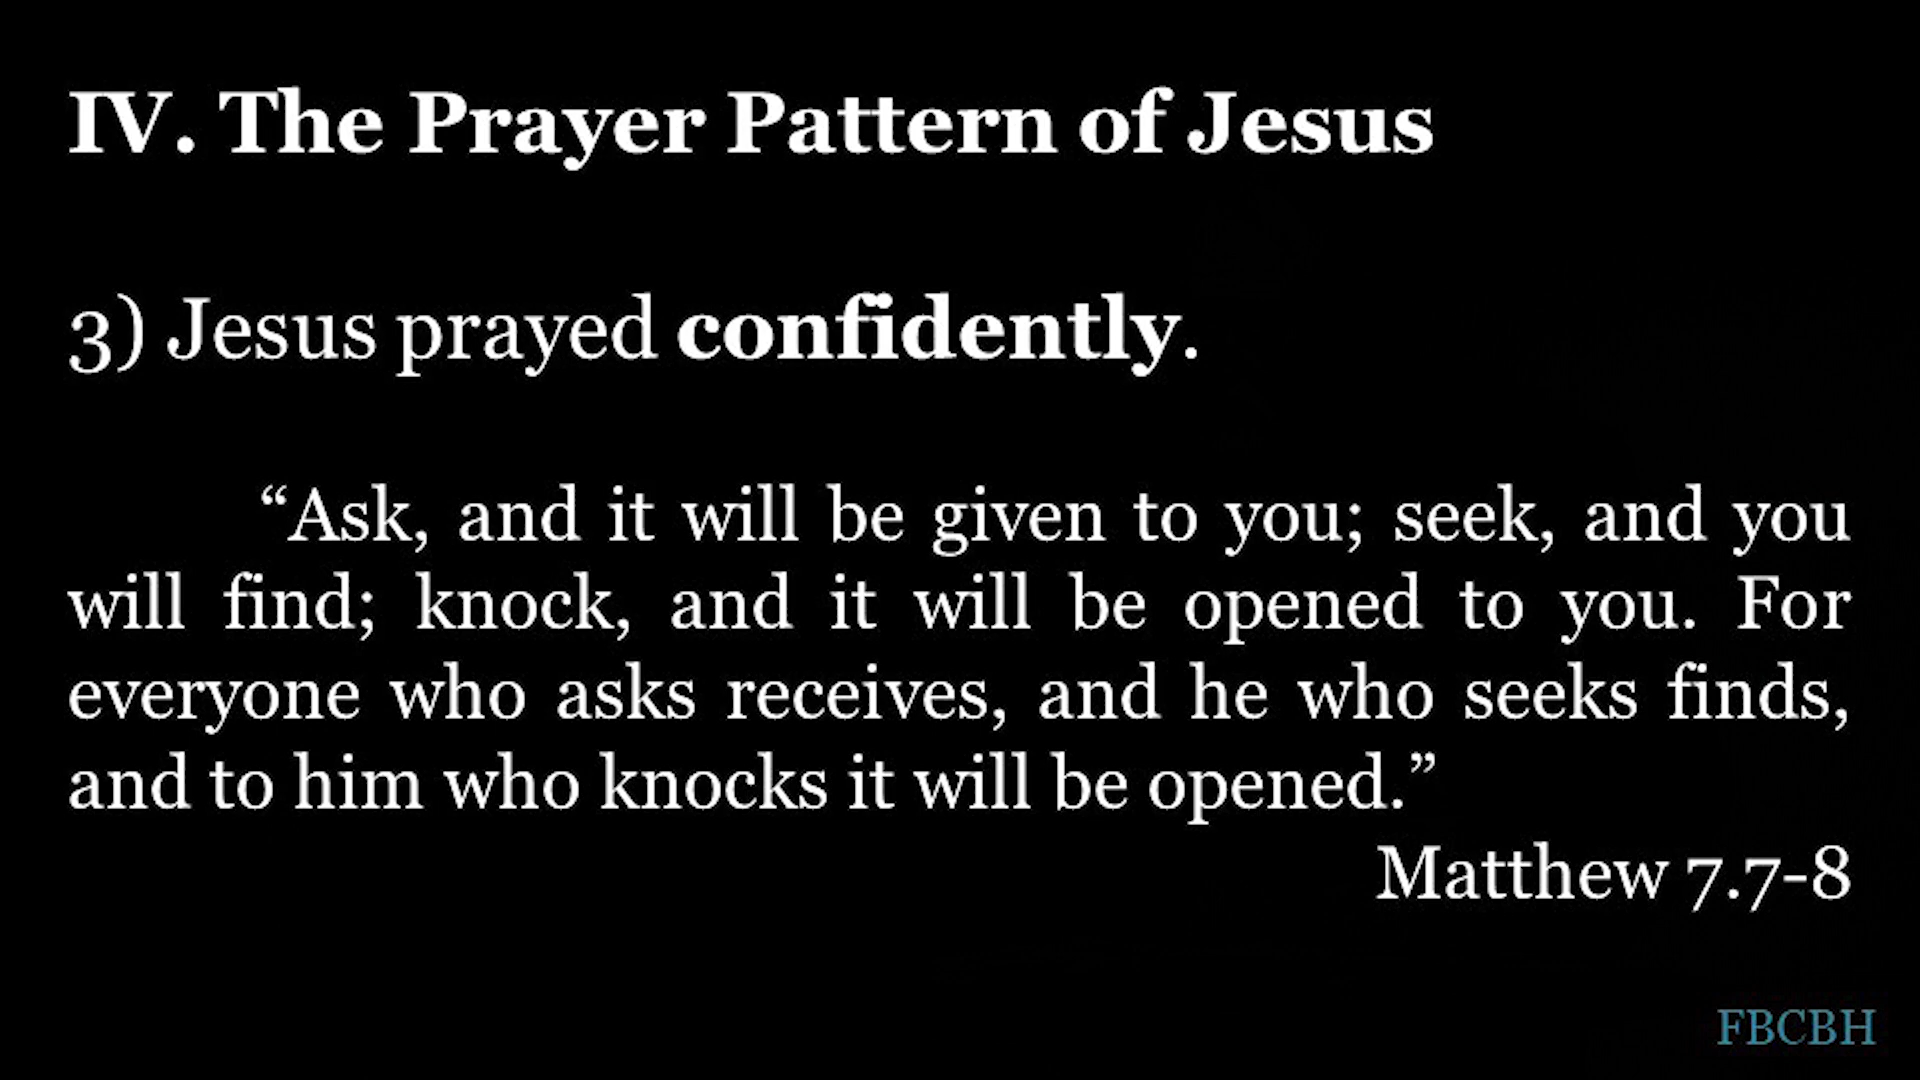 IV. The Prayer Pattern of Jesus
3) Jesus prayed confidently.
“Ask, and it will be given to you; seek, and you
will find; knock, and it will be opened to you. For
everyone who asks receives, and he who seeks finds,
and to him who knocks it will be opened.”
Matthew 7.7-8
FBCBH